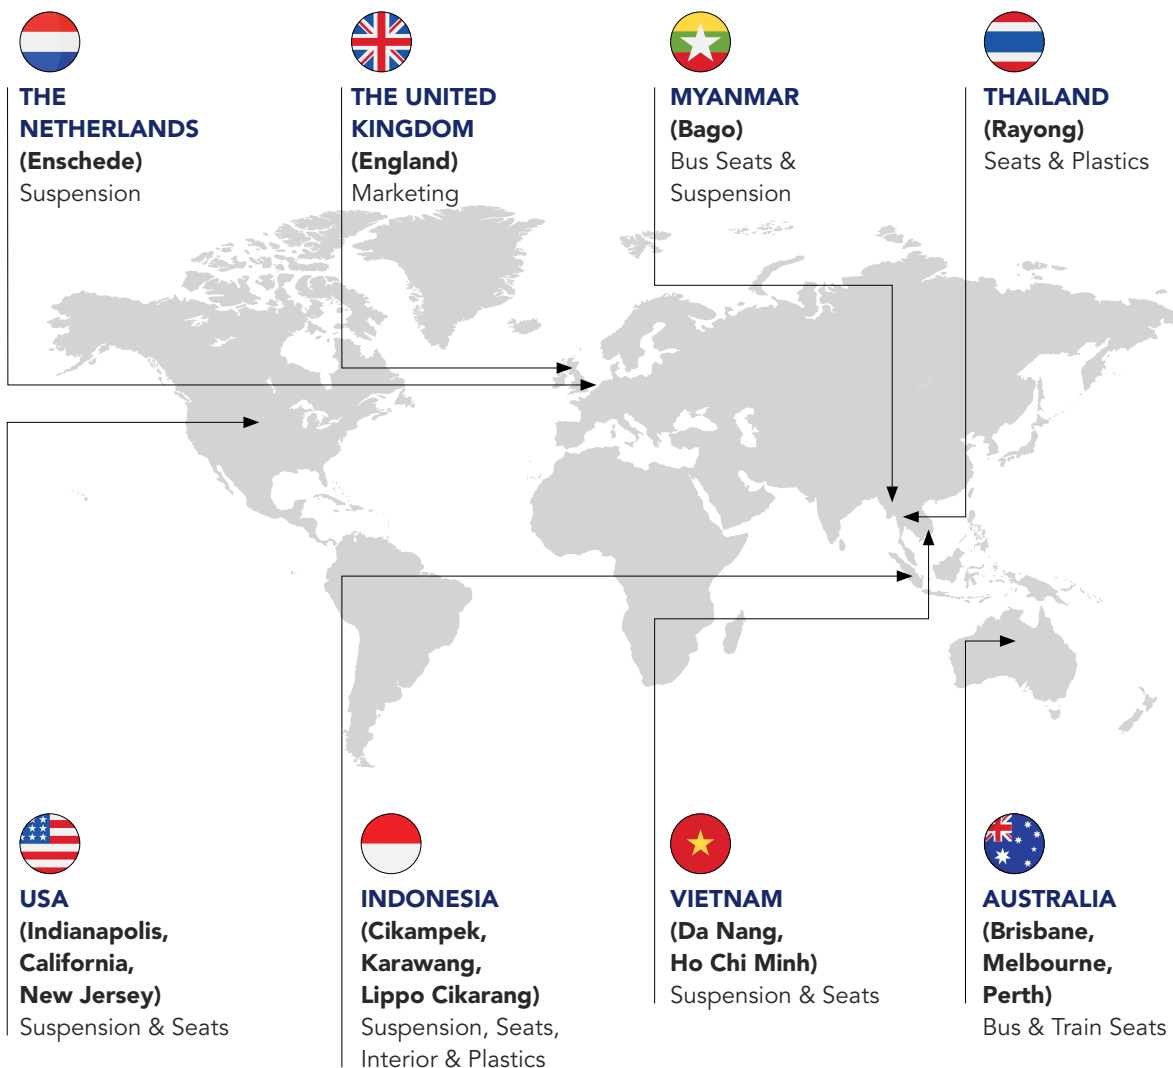 THE
NETHERLANDS
(Enschede)
Suspension
THE UNITED
KINGDOM
(England)
Marketing
MYANMAR
(Bago)
Bus Seats &
Suspension
THAILAND
(Rayong)
Seats & Plastics
USA
(Indianapolis,
California,
New Jersey)
Suspension & Seats
INDONESIA
(Cikampek,
Karawang,
Lippo Cikarang)
Suspension, Seats,
Interior & Plastics
VIETNAM
(Da Nang,
Ho Chi Minh)
Suspension & Seats
AUSTRALIA
(Brisbane,
Melbourne,
Perth)
Bus & Train Seats